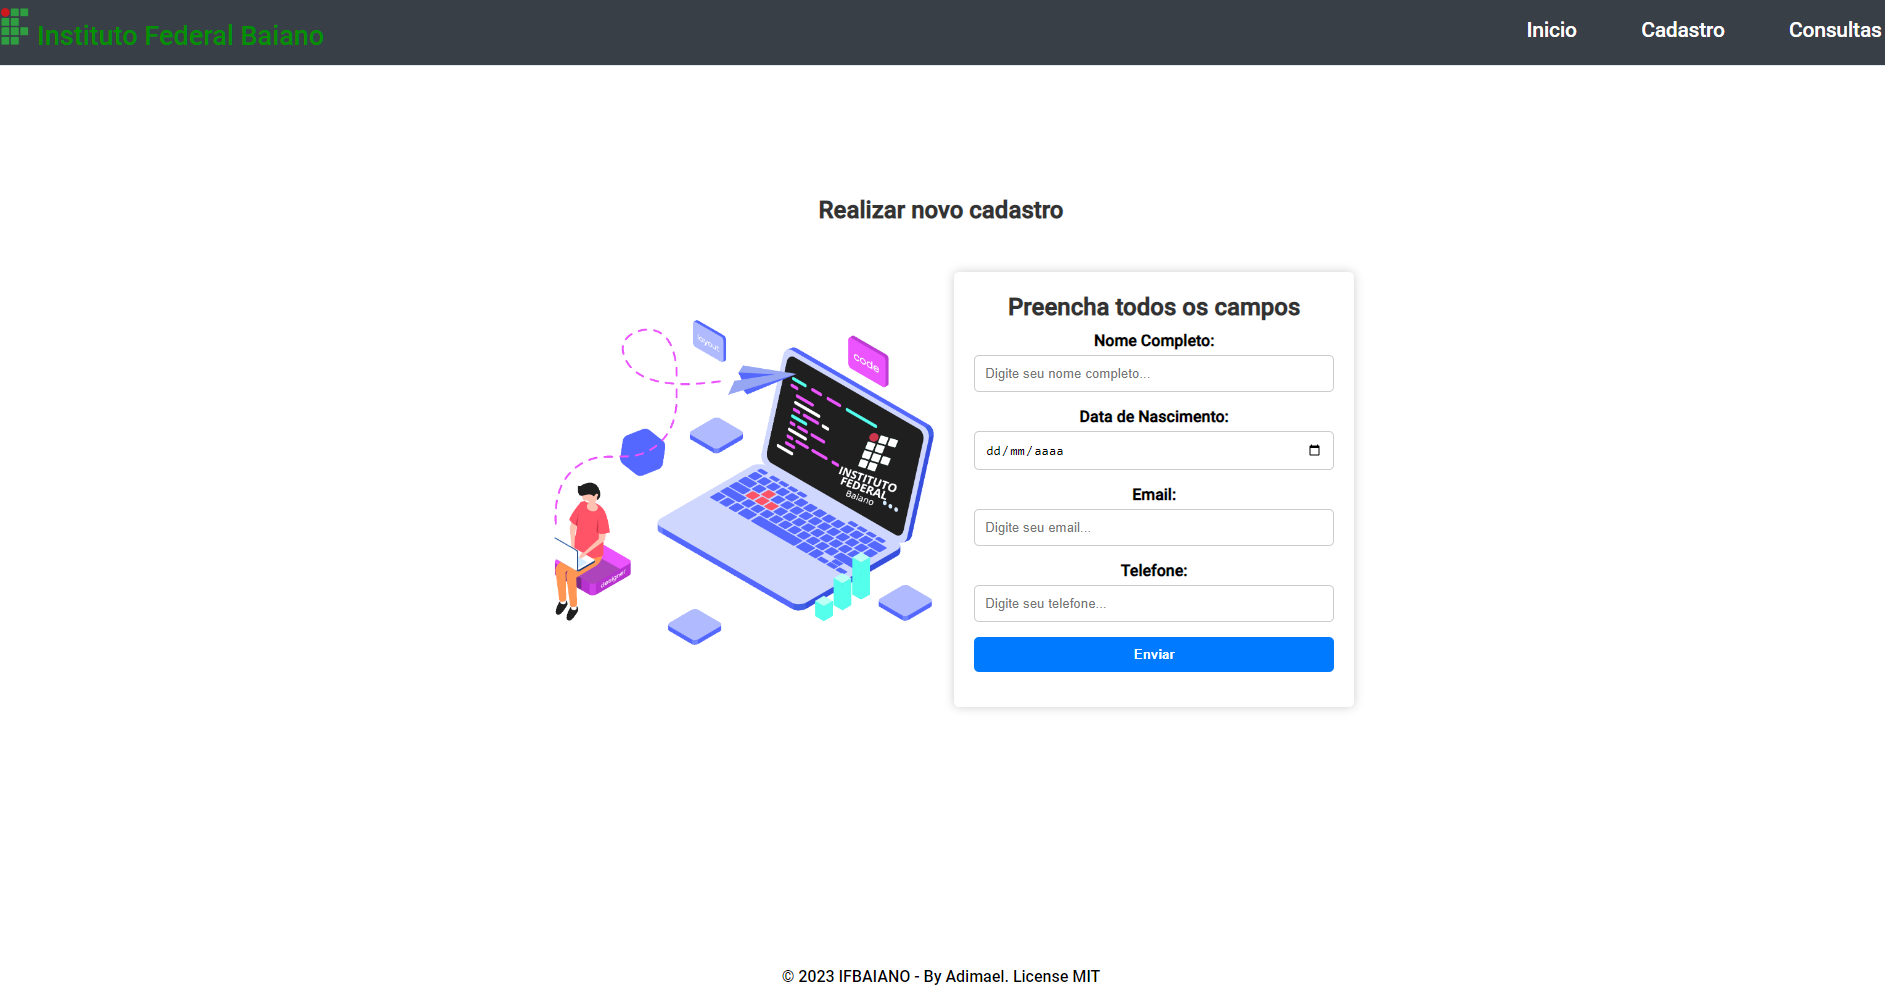 Instituto Federal Baiano
Inicio
Cadastro
Consultas
Realizar novo cadastro
layout
code
INSTITUTO
FEDERAL
Baiano
designer
Preencha todos os campos
Nome Completo:
Digite seu nome completo...
Data de Nascimento:
dd/mm/aaaa
Email:
Digite seu email...
Telefone:
Digite seu telefone...
Enviar
© 2023 IFBAIANO - By Adimael. License MIT